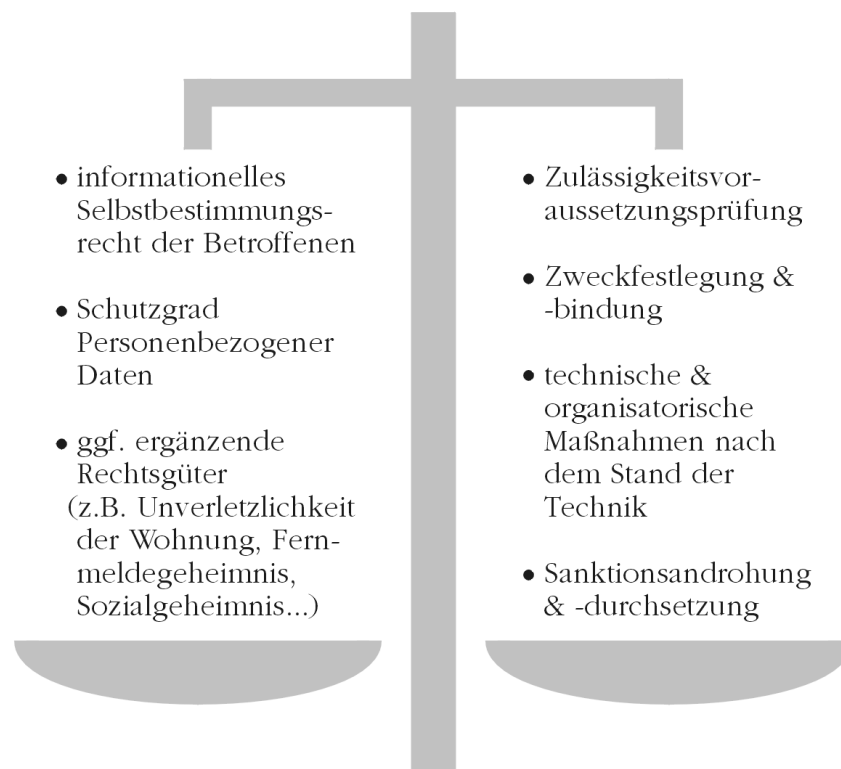 • informationelles
Selbstbestimmungs-
recht der Betroffenen
• Schutzgrad
Personenbezogener
Daten
• ggf. ergänzende
Rechtsgüter
(z.B. Unverletzlichkeit
der Wohnung, Fern-
meldegeheimnis,
Sozialgeheimnis...)
• Zulässigkeitsvor-
aussetzungsprüfung
• Zweckfestlegung &
-bindung
• technische &
organisatorische
Maßnahmen nach
dem Stand der
Technik
• Sanktionsandrohung
& -durchsetzung